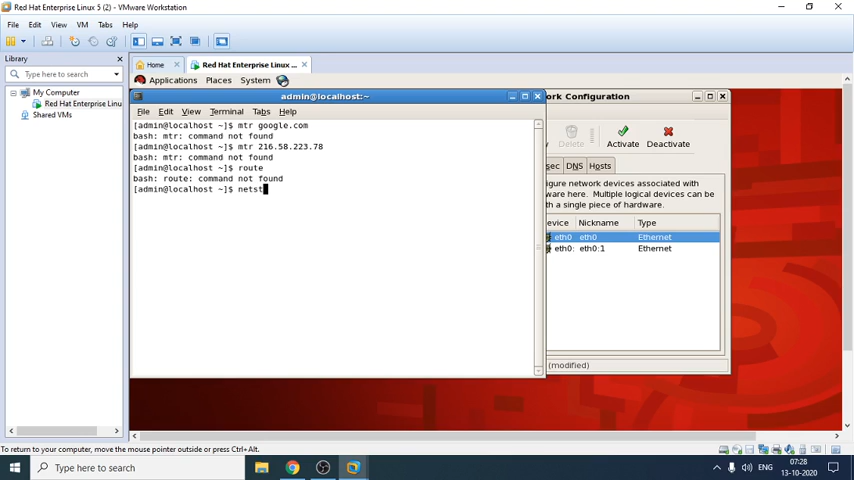 Red Hat Enterprise Linux 5 (2) - VMware Workstation
File Edit View VM Tabs Help
Library
Type here to search
My Computer
Red Hat Enterprise Linu
Shared VMs
Home
Red Hat Enterprise Linux ...
Applications Places System
admin@localhost:~
File Edit View Terminal Tabs Help
[admin@localhost ~]$ mtr google.com
bash: mtr: command not found
[admin@localhost ~]$ mtr 216.58.223.78
bash: mtr: command not found
[admin@localhost ~]$ route
bash: route: command not found
[admin@localhost ~]$ netst
ork Configuration
Delete Activate Deactivate
sec DNS Hosts
figure network devices associated with
ware here. Multiple logical devices can be
th a single piece of hardware.
evice Nickname Type
eth0 eth0 Ethernet
eth0: eth0:1 Ethernet
(modified)
To return to your computer, move the mouse pointer outside or press Ctrl+Alt.
Type here to search
ENG
07:28
13-10-2020